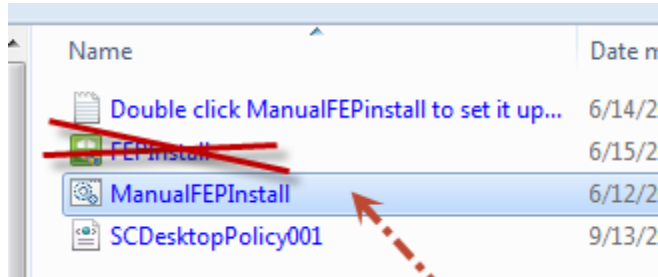 Name Date m
Double click ManualFEPinstall to set it up... 6/14/2
FEPInstall 6/15/2
ManualFEPInstall 6/12/2
SCDesktopPolicy001 9/13/2